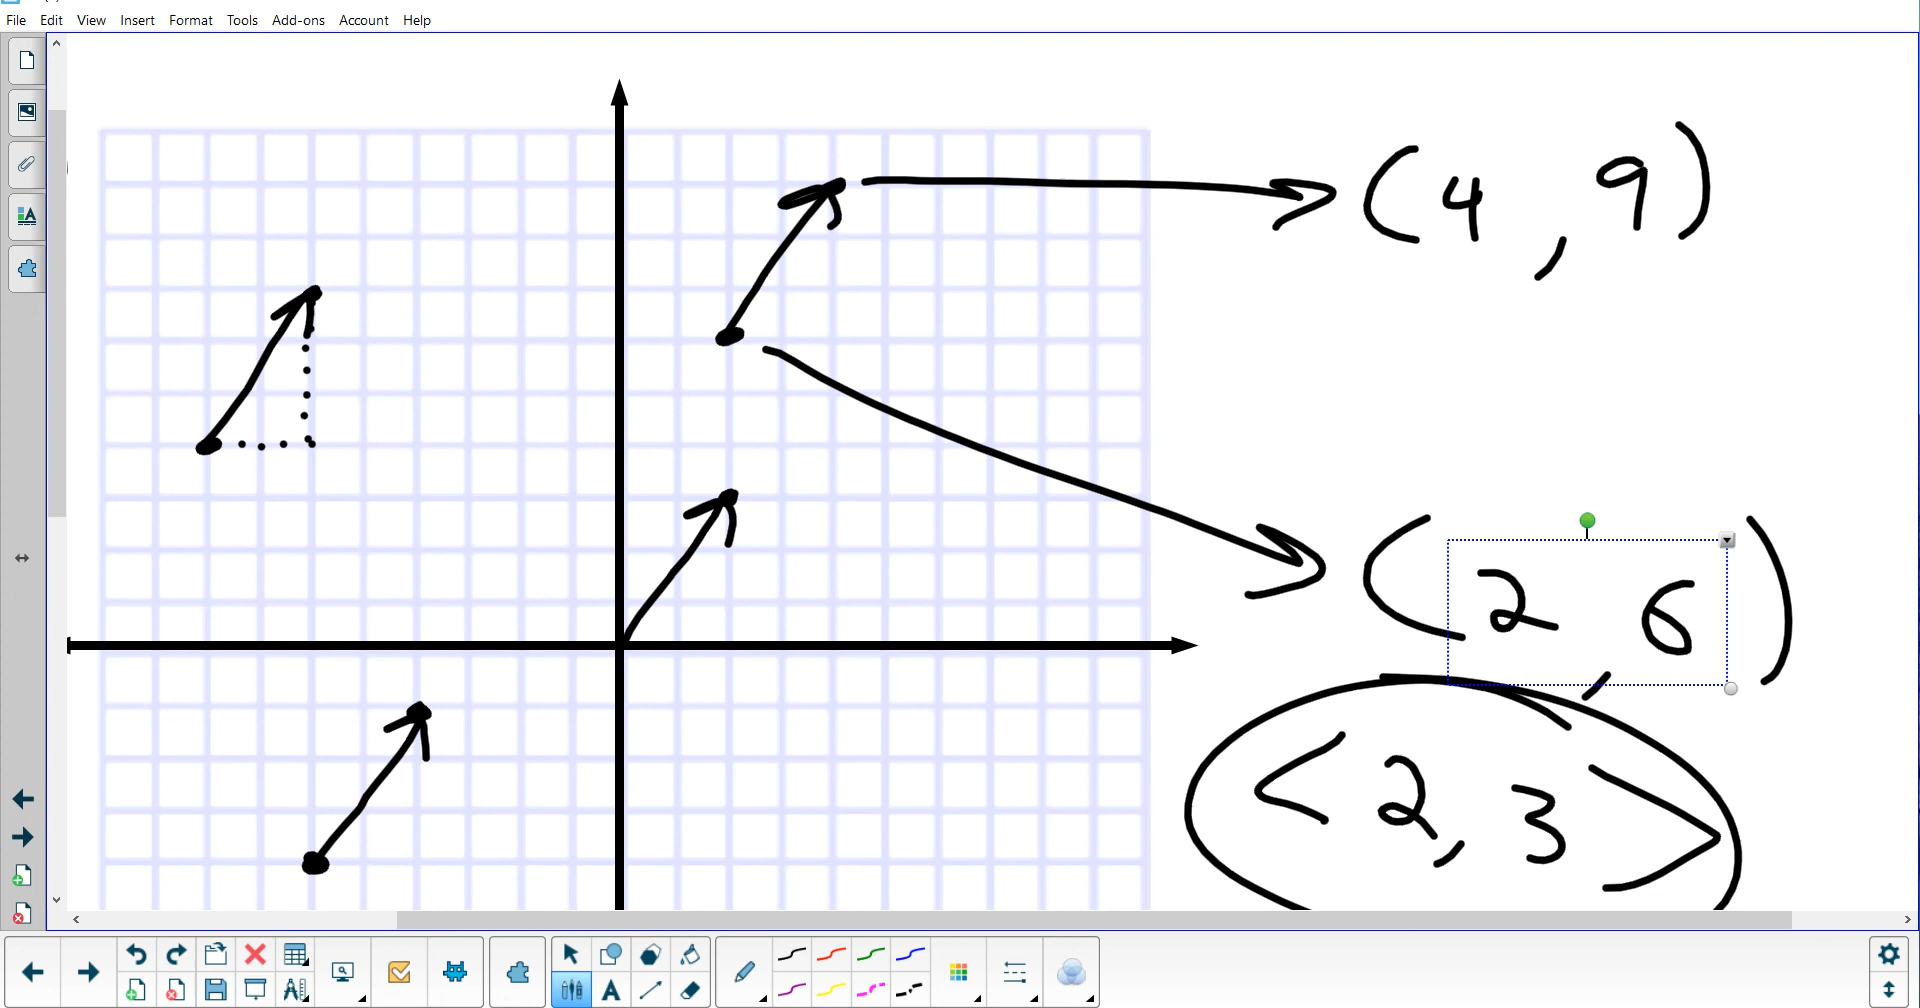 File Edit View Insert Format Tools Add-ons Account Help
(4, 9)
(2, 6)
<2, 3>